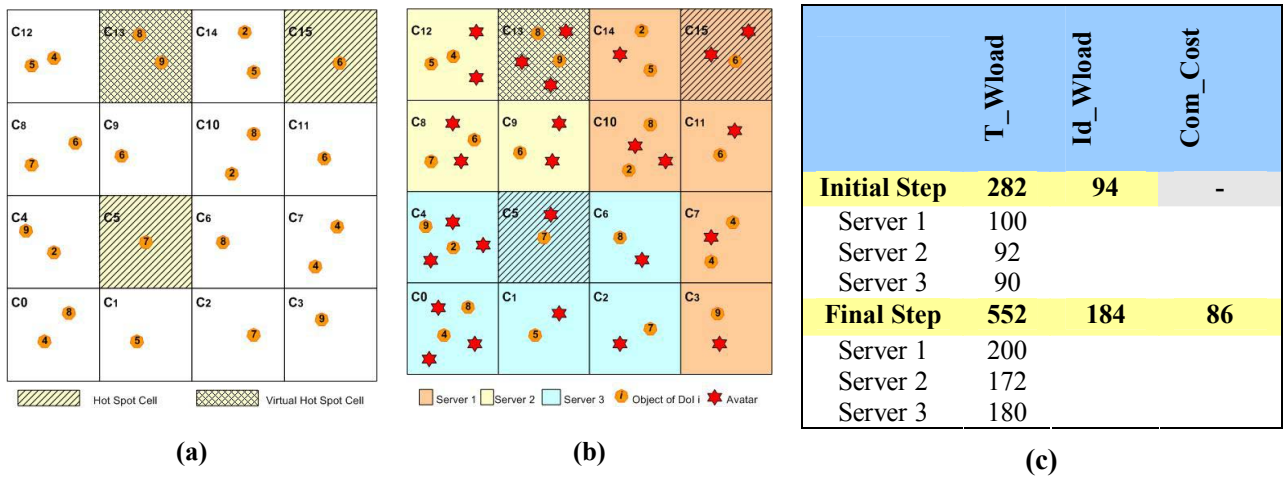 C12 C13 C14 C15
5 4 8 9 2 5 6
C8 C9 C10 C11
7 6 6 8 2 6
C4 C5 C6 C7
9 2 7 8 4 4
C0 C1 C2 C3
4 8 5 7 9
Hot Spot Cell Virtual Hot Spot Cell
(a)
C12 C13 C14 C15
5 4 8 9 2 5 6
C8 C9 C10 C11
7 6 6 8 2 6
C4 C5 C6 C7
9 2 7 8 4 4
C0 C1 C2 C3
4 8 5 7 9
Server 1 Server 2 Server 3 i Object of DoI i Avatar
(b)
T_Wload Id_Wload Com_Cost
Initial Step 282 94 -
Server 1 100
Server 2 92
Server 3 90
Final Step 552 184 86
Server 1 200
Server 2 172
Server 3 180
(c)